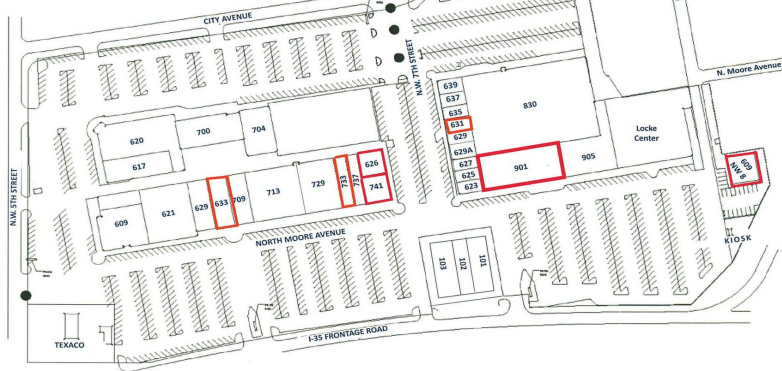 CITY AVENUE
N.W. 7TH STREET
N. Moore Avenue
N.W. 5TH STREET
639
637
635
631
629
629A
627
625
623
830
901
905
Locke
Center
609
NW 8
KIOSK
620
617
700
704
626
741
609
621
629
633
709
713
729
733
737
NORTH MOORE AVENUE
103
102
101
I-35 FRONTAGE ROAD
TEXACO